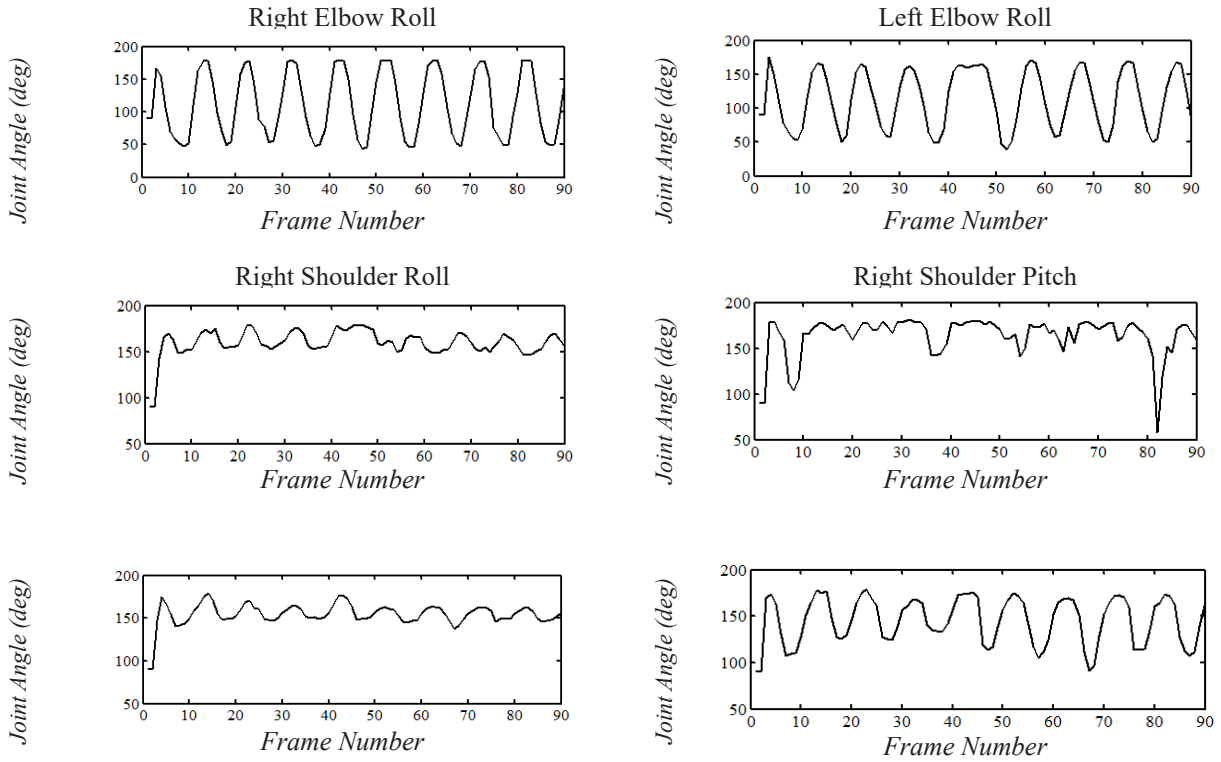 Right Elbow Roll
Joint Angle (deg)
200
150
100
50
0
0 10 20 30 40 50 60 70 80 90
Frame Number
Left Elbow Roll
Joint Angle (deg)
200
150
100
50
0
0 10 20 30 40 50 60 70 80 90
Frame Number
Right Shoulder Roll
Joint Angle (deg)
200
150
100
50
0 10 20 30 40 50 60 70 80 90
Frame Number
Right Shoulder Pitch
Joint Angle (deg)
200
150
100
50
0 10 20 30 40 50 60 70 80 90
Frame Number
Joint Angle (deg)
200
150
100
50
0 10 20 30 40 50 60 70 80 90
Frame Number
Joint Angle (deg)
200
150
100
50
0 10 20 30 40 50 60 70 80 90
Frame Number